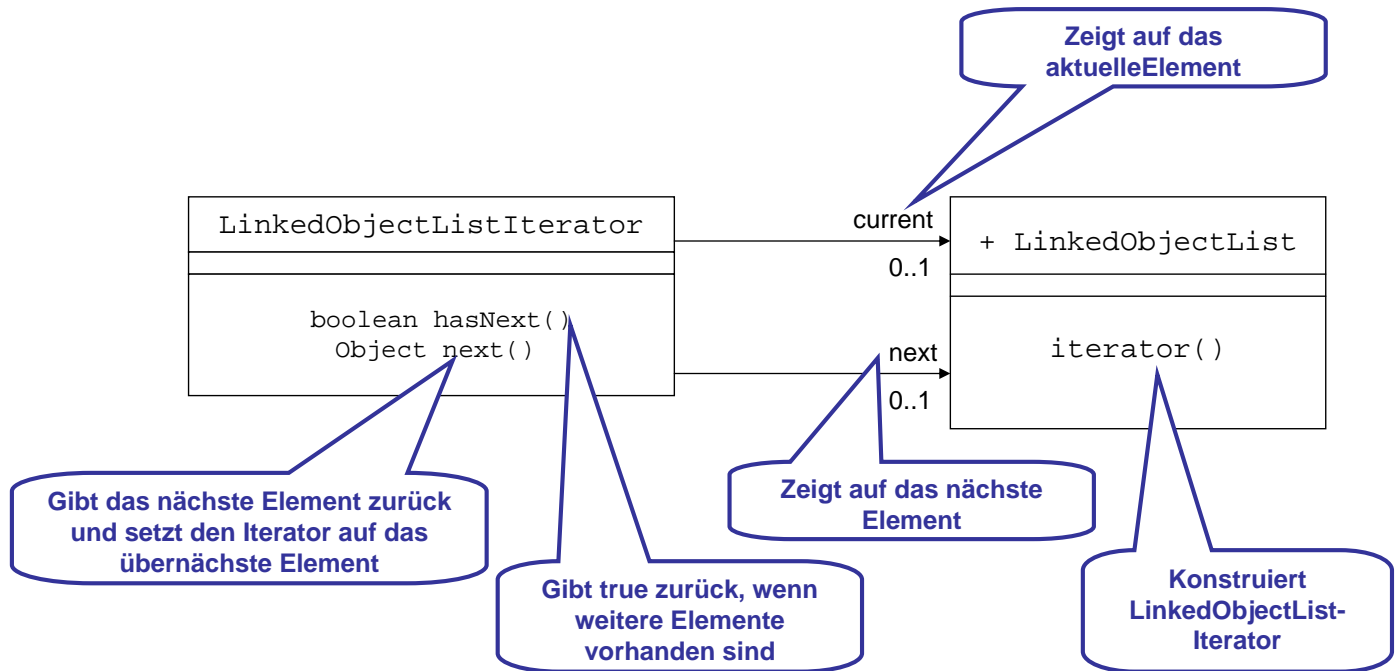 Zeigt auf das
aktuelleElement
LinkedObjectListIterator
boolean hasNext()
Object next()
current
0..1
next
0..1
+ LinkedObjectList
iterator()
Gibt das nächste Element zurück
und setzt den Iterator auf das
übernächste Element
Gibt true zurück, wenn
weitere Elemente
vorhanden sind
Zeigt auf das nächste
Element
Konstruiert
LinkedObjectList-
Iterator